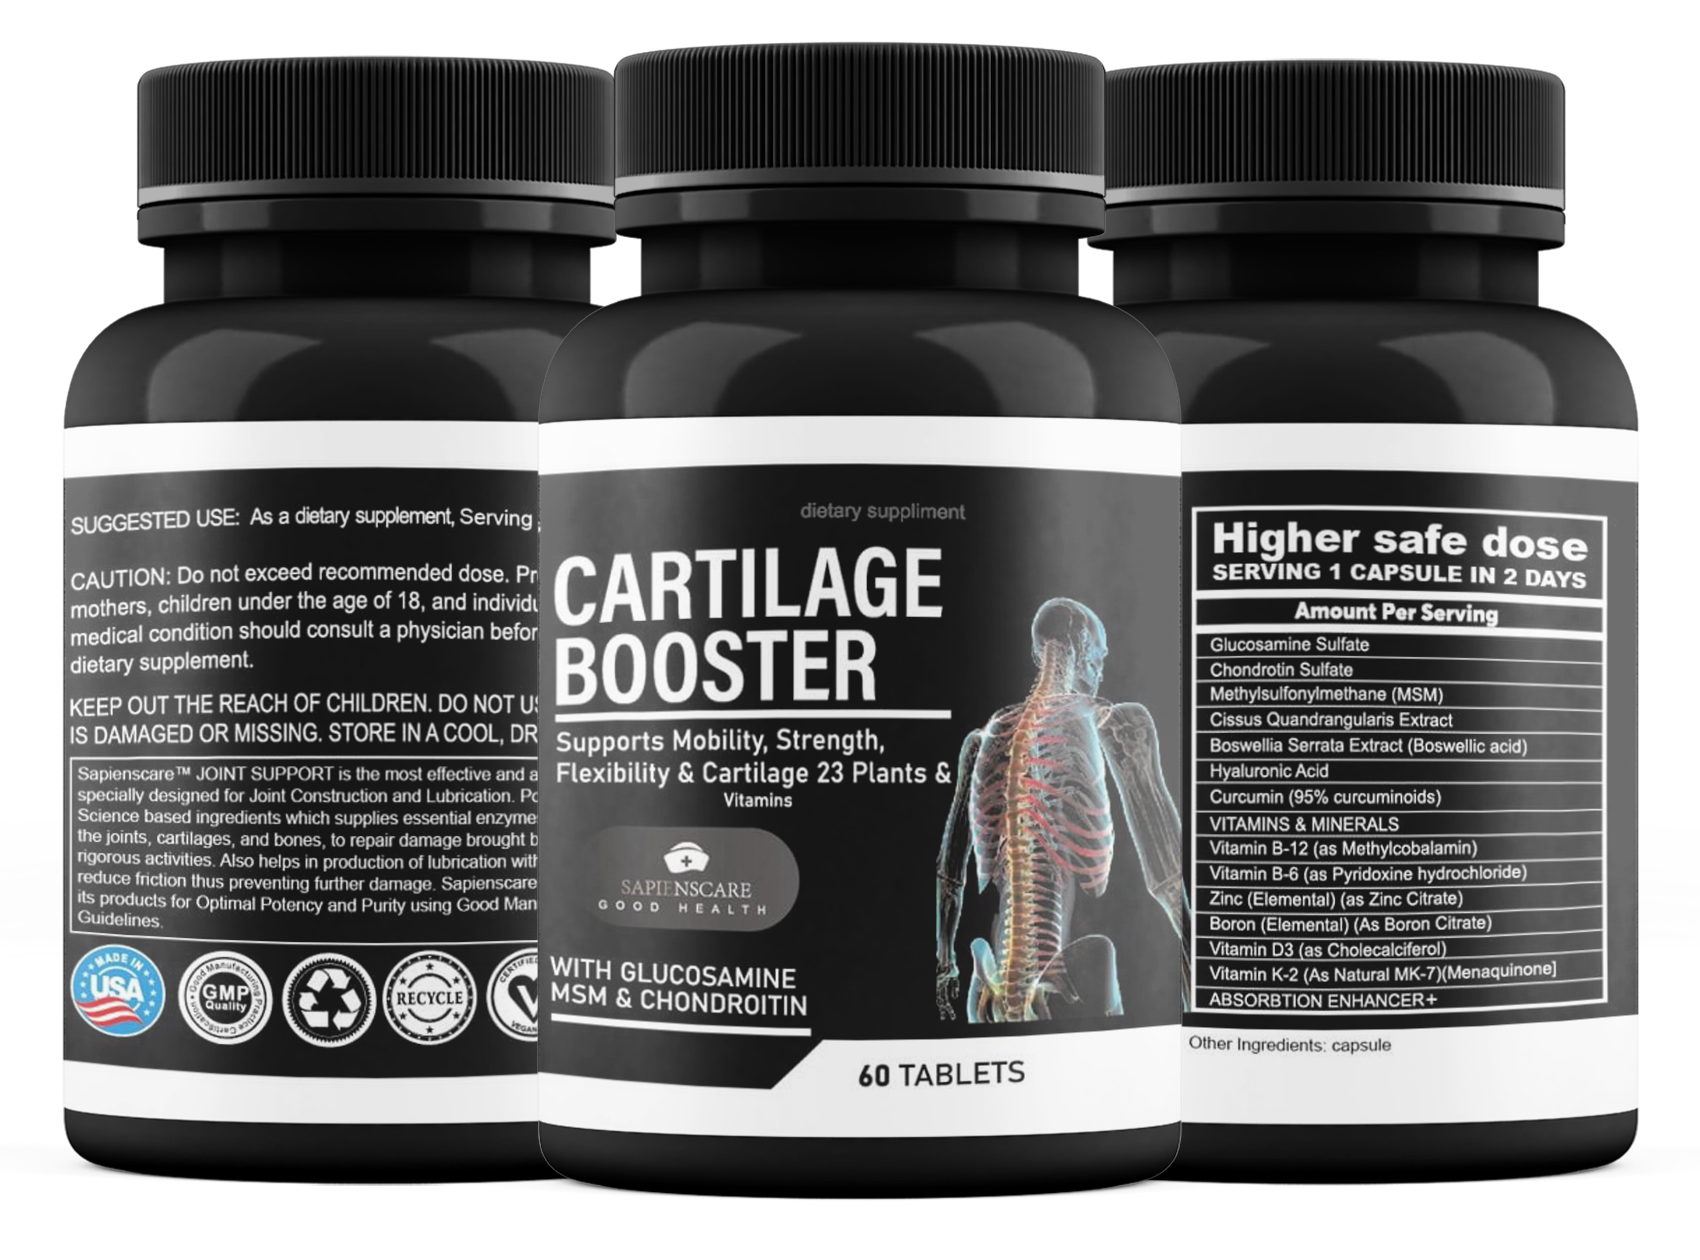 SUGGESTED USE: As a dietary supplement, Serving
CAUTION: Do not exceed recommended dose.
mothers, children under the age of 18, and
medical condition should consult a physician
dietary supplement.
KEEP OUT THE REACH OF CHILDREN. DO NOT
IS DAMAGED OR MISSING. STORE IN A COOL,
Sapienscare™ JOINT SUPPORT is the most effective and
specially designed for Joint Construction and Lubrication.
Science based ingredients which supplies essential
the joints, cartilages, and bones, to repair damage brought
rigorous activities. Also helps in production of lubrication
reduce friction thus preventing further damage. Sapienscare
its products for Optimal Potency and Purity using Good
Guidelines.
MADE IN
USA
Good Manufacturing Practice Certification
GMP
Quality
RECYCLE
CERTIFIED
VEGAN
dietary suppliment
CARTILAGE
BOOSTER
Supports Mobility, Strength,
Flexibility & Cartilage 23 Plants &
Vitamins
SAPIENSCARE
GOOD HEALTH
WITH GLUCOSAMINE
MSM & CHONDROITIN
60 TABLETS
Higher safe dose
SERVING 1 CAPSULE IN 2 DAYS
Amount Per Serving
Glucosamine Sulfate
Chondrotin Sulfate
Methylsulfonylmethane (MSM)
Cissus Quandrangularis Extract
Boswellia Serrata Extract (Boswellic acid)
Hyaluronic Acid
Curcumin (95% curcuminoids)
VITAMINS & MINERALS
Vitamin B-12 (as Methylcobalamin)
Vitamin B-6 (as Pyridoxine hydrochloride)
Zinc (Elemental) (as Zinc Citrate)
Boron (Elemental) (As Boron Citrate)
Vitamin D3 (as Cholecalciferol)
Vitamin K-2 (As Natural MK-7)(Menaquinone]
ABSORBTION ENHANCER+
Other Ingredients: capsule